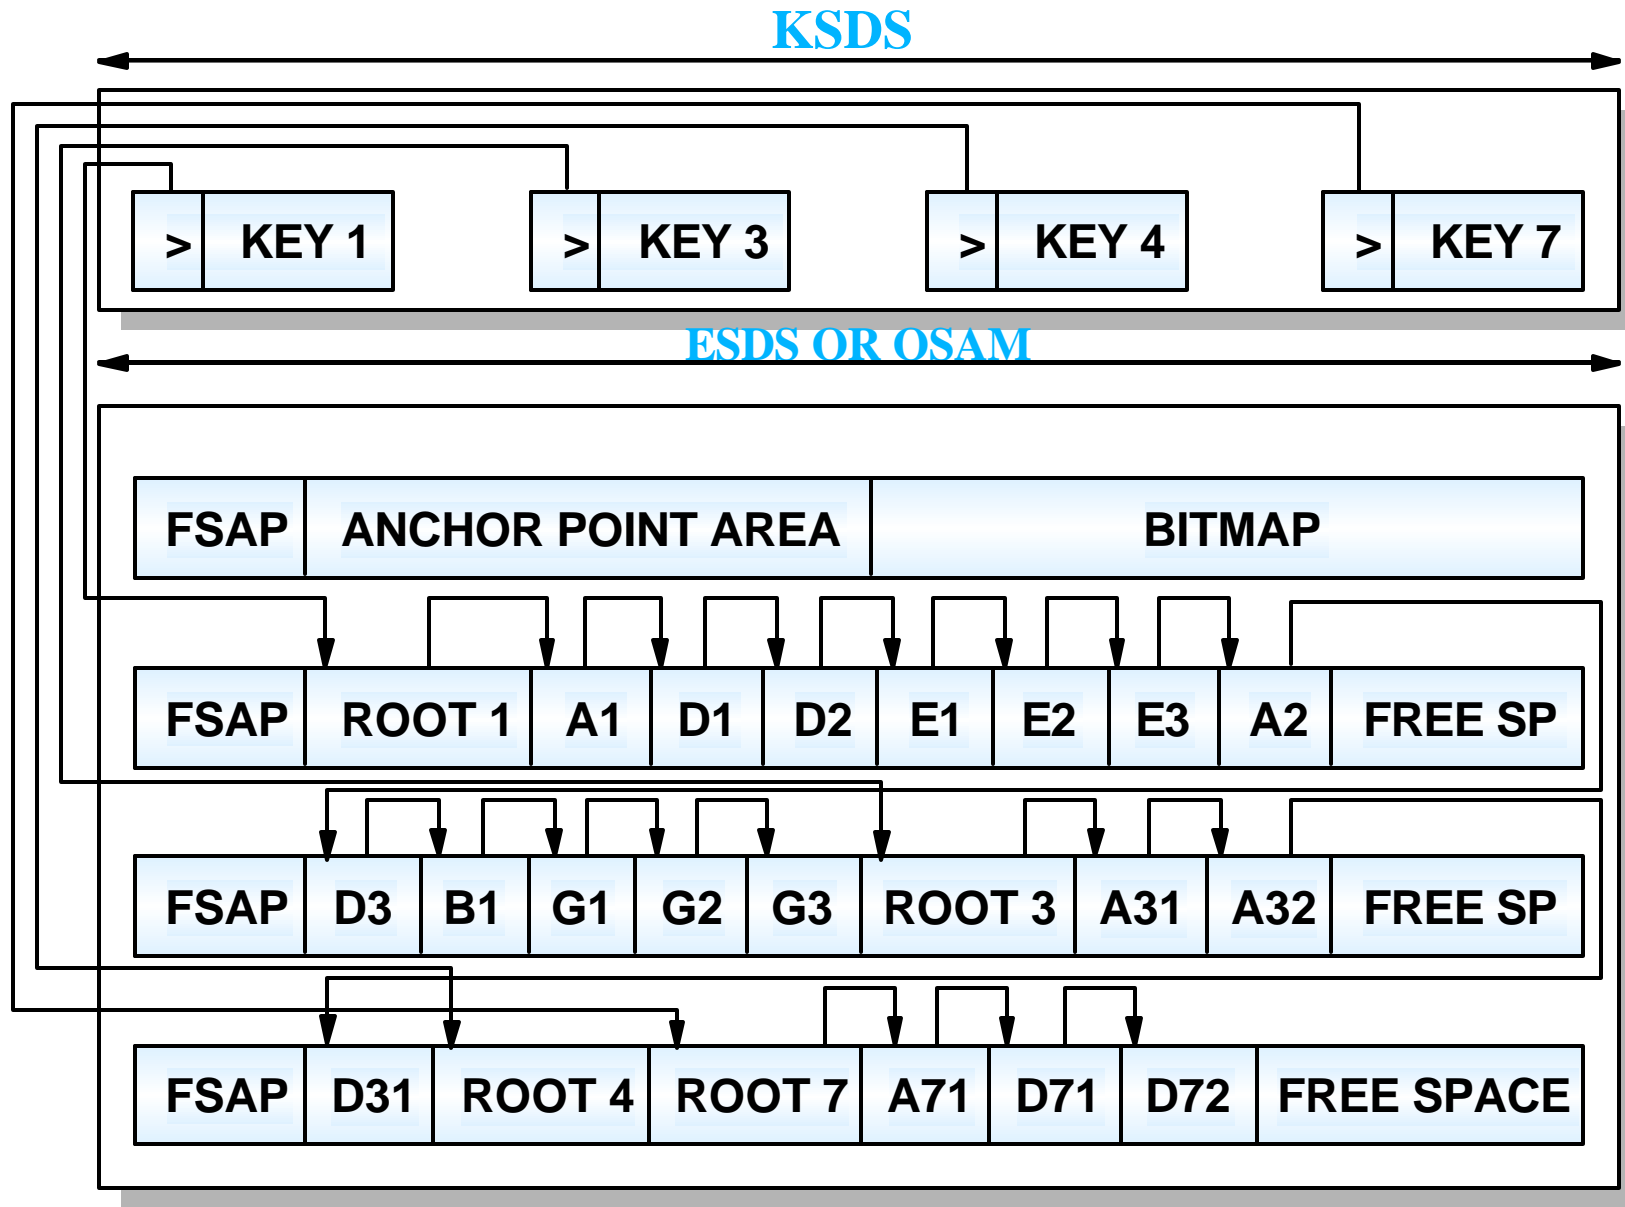 KSDS
> KEY 1 > KEY 3 > KEY 4 > KEY 7
ESDS OR OSAM
FSAP ANCHOR POINT AREA BITMAP
FSAP ROOT 1 A1 D1 D2 E1 E2 E3 A2 FREE SP
FSAP D3 B1 G1 G2 G3 ROOT 3 A31 A32 FREE SP
FSAP D31 ROOT 4 ROOT 7 A71 D71 D72 FREE SPACE